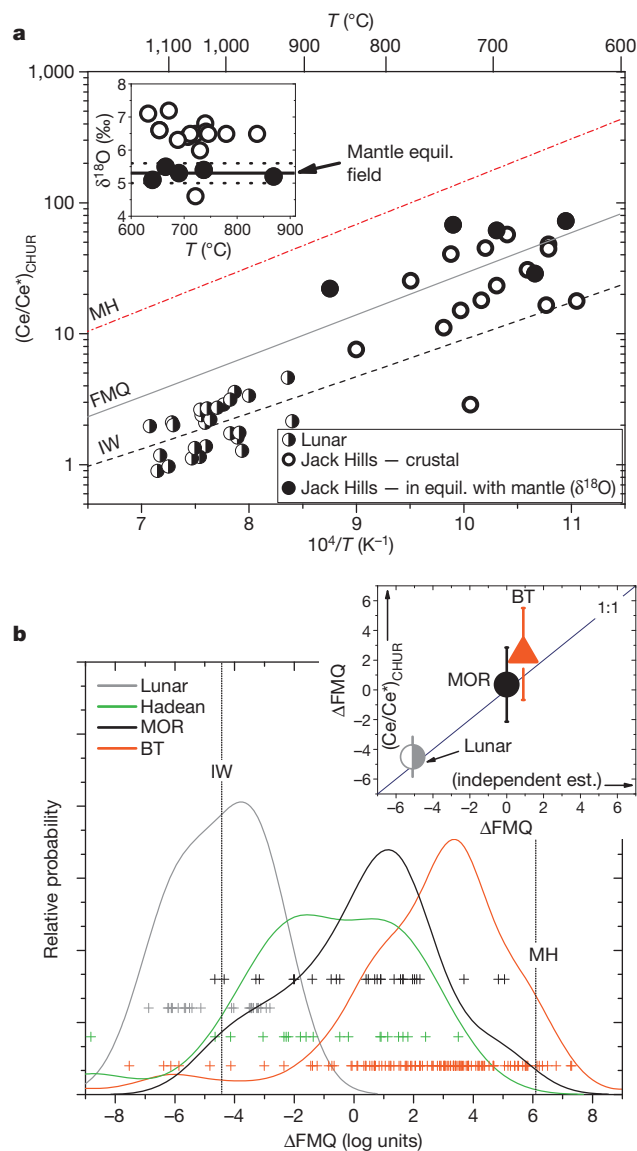 a
T (°C)
1,100 1,000 900 800 700 600
1,000
100
10
1
(Ce/Ce*)CHUR
8
7
6
5
4
δ18O (‰)
600 700 800 900
T (°C)
Mantle equil.
field
MH
FMQ
IW
Lunar
Jack Hills — crustal
Jack Hills — in equil. with mantle (δ18O)
7 8 9 10 11
10⁴/T (K⁻¹)
b
Lunar
Hadean
MOR
BT
IW
MH
Relative probability
−8 −6 −4 −2 0 2 4 6 8
ΔFMQ (log units)
6
4
2
0
−2
−4
−6
ΔFMQ
(Ce/Ce*)CHUR
BT
1:1
MOR
Lunar
(independent est.)
−6 −4 −2 0 2 4 6
ΔFMQ